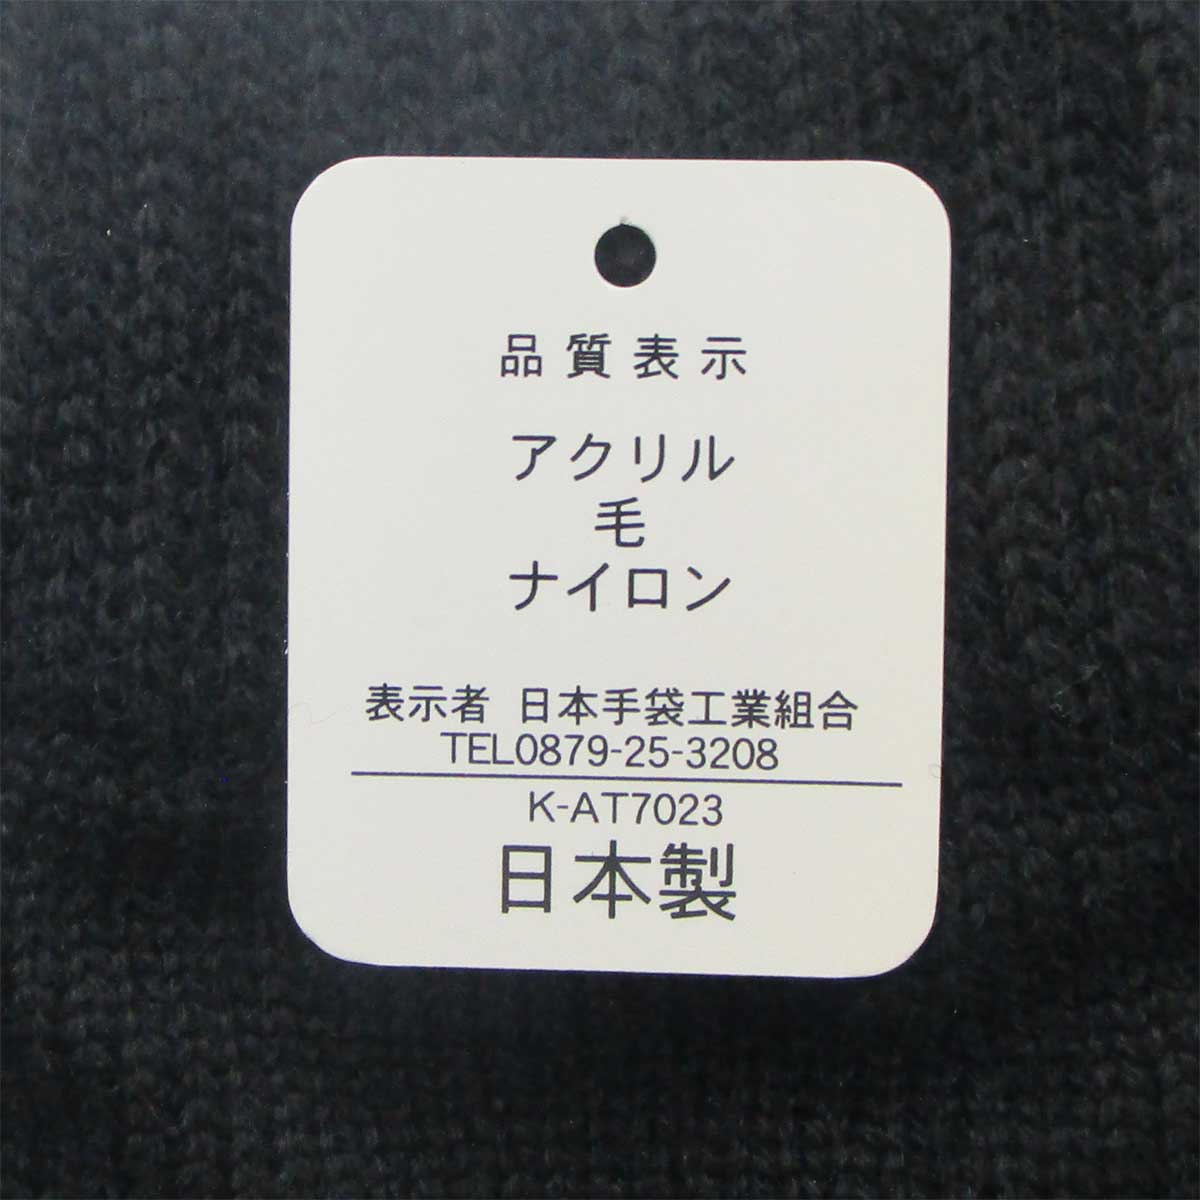 品質表示
アクリル
毛
ナイロン
表示者 日本手袋工業組合
TEL0879-25-3208
K-AT7023
日本製